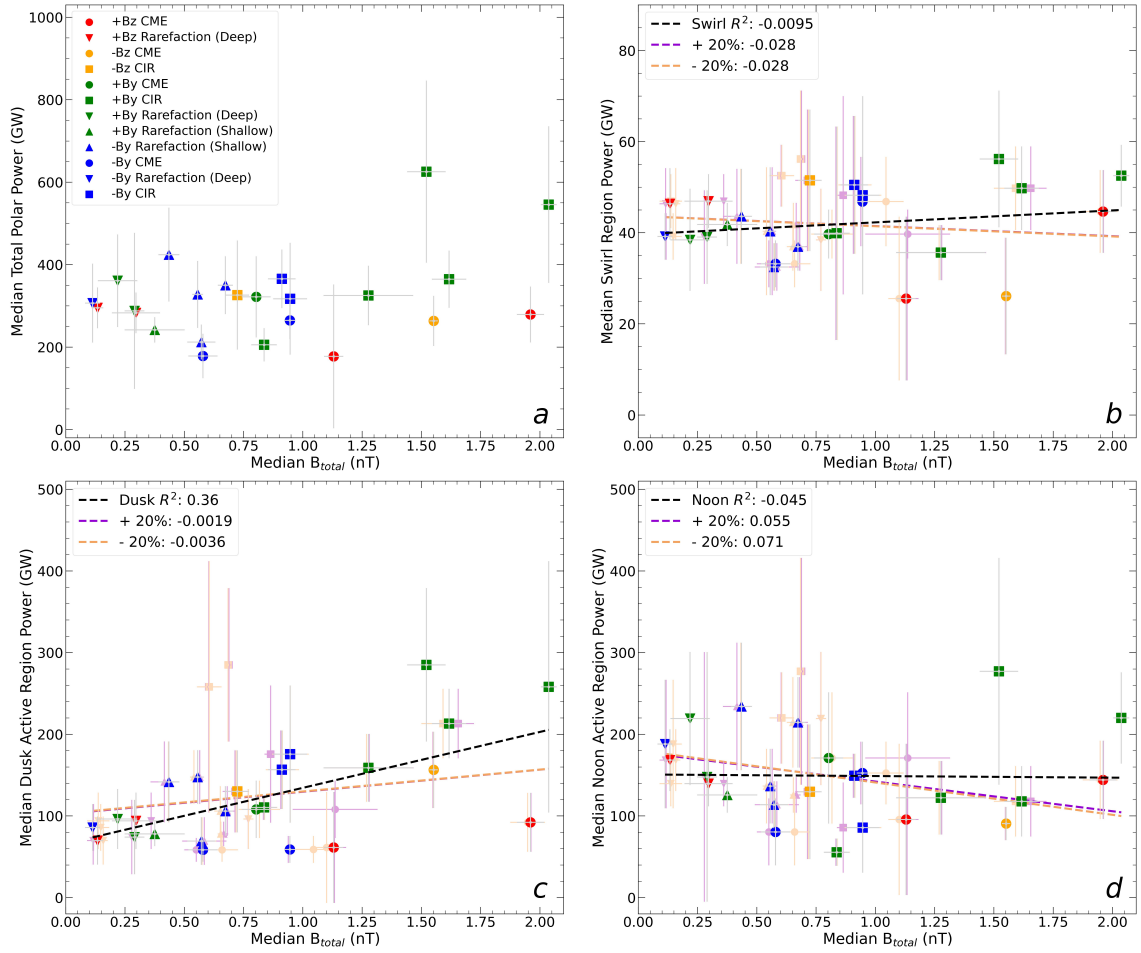 1000
800
600
400
200
0
Median Total Polar Power (GW)
+Bz CME
+Bz Rarefaction (Deep)
-Bz CME
-Bz CIR
+By CME
+By CIR
+By Rarefaction (Deep)
+By Rarefaction (Shallow)
-By Rarefaction (Shallow)
-By CME
-By Rarefaction (Deep)
-By CIR
a
0.00 0.25 0.50 0.75 1.00 1.25 1.50 1.75 2.00
Median B_total (nT)
80
60
40
20
0
Median Swirl Region Power (GW)
Swirl R²: -0.0095
+ 20%: -0.028
- 20%: -0.028
b
0.00 0.25 0.50 0.75 1.00 1.25 1.50 1.75 2.00
Median B_total (nT)
500
400
300
200
100
0
Median Dusk Active Region Power (GW)
Dusk R²: 0.36
+ 20%: -0.0019
- 20%: -0.0036
c
0.00 0.25 0.50 0.75 1.00 1.25 1.50 1.75 2.00
Median B_total (nT)
500
400
300
200
100
0
Median Noon Active Region Power (GW)
Noon R²: -0.045
+ 20%: 0.055
- 20%: 0.071
d
0.00 0.25 0.50 0.75 1.00 1.25 1.50 1.75 2.00
Median B_total (nT)